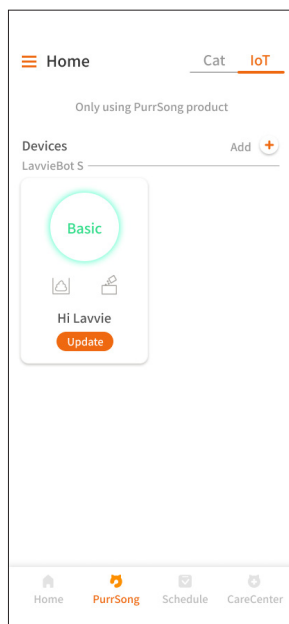 Home
Cat IoT
Only using PurrSong product
Devices Add +
LavvieBot S
Basic
Hi Lavvie
Update
Home PurrSong Schedule CareCenter